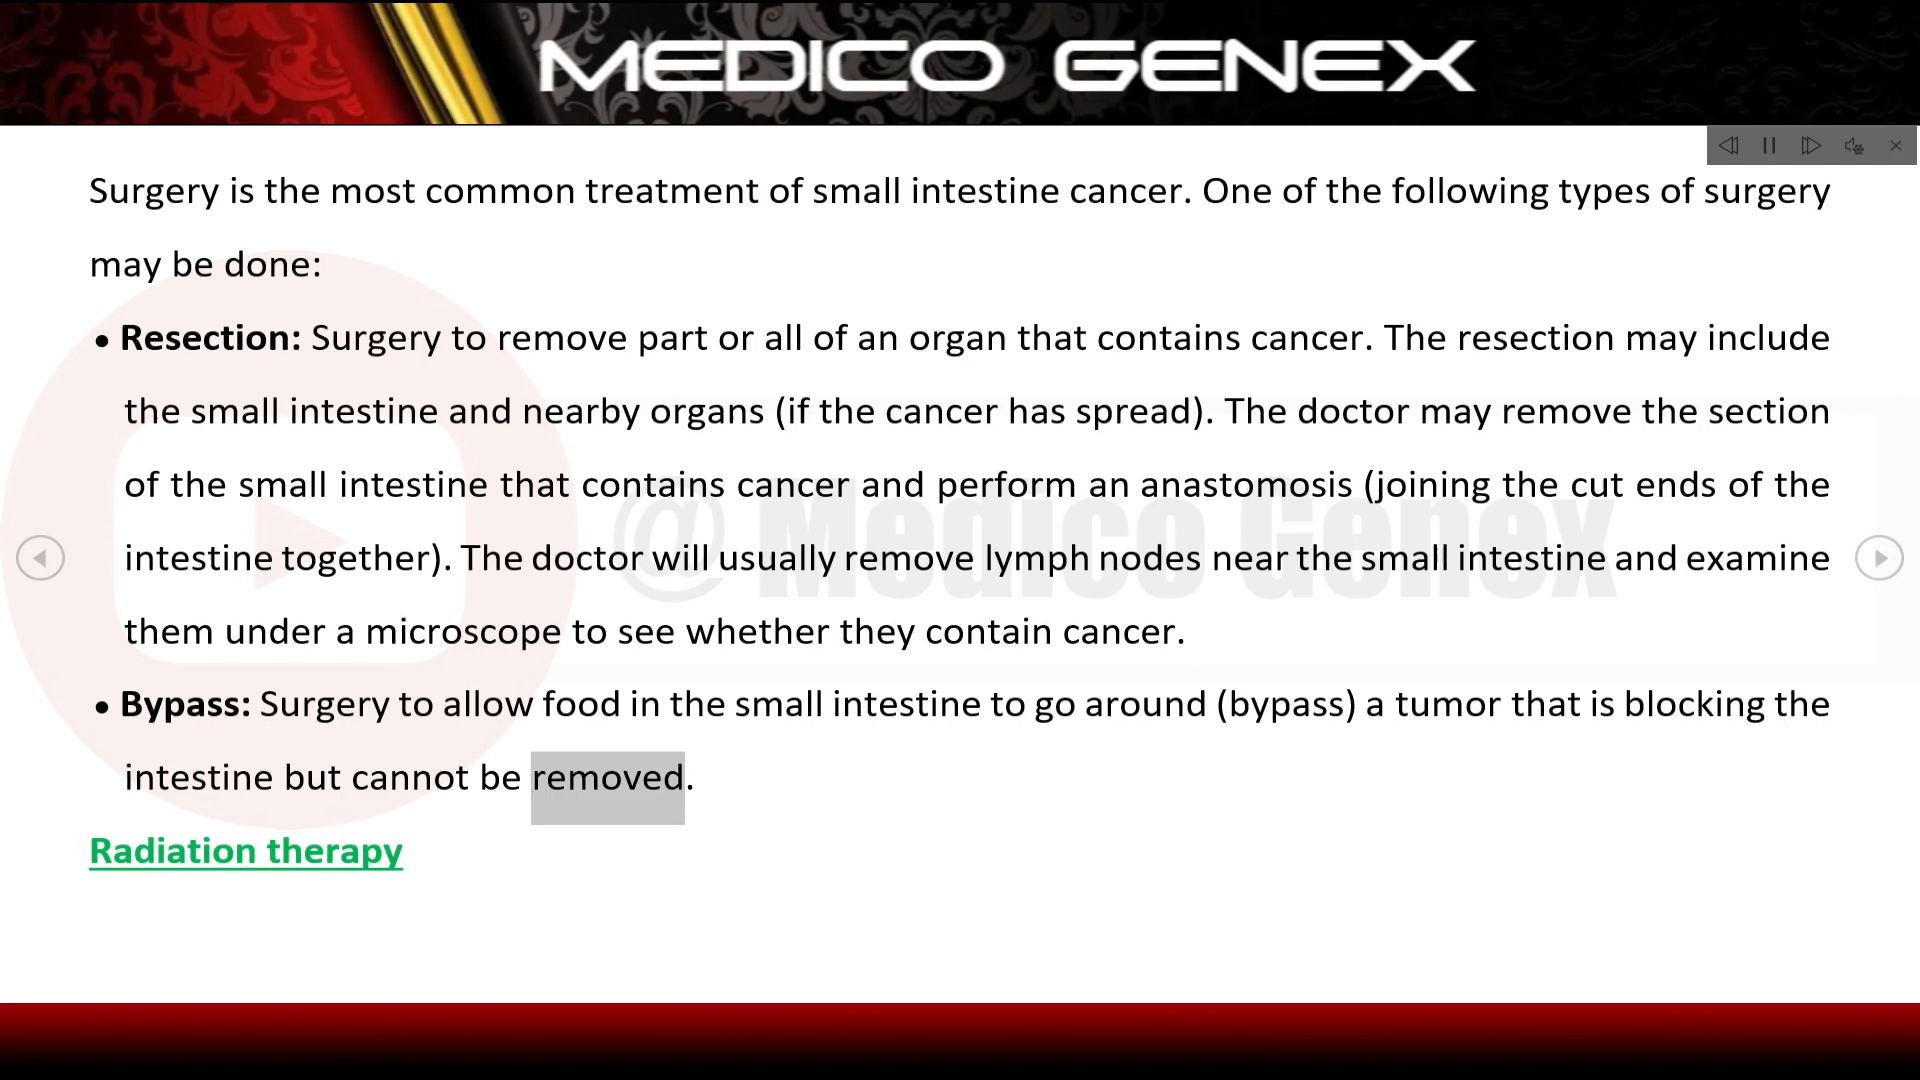 MEDICO GENEX
Surgery is the most common treatment of small intestine cancer. One of the following types of surgery
may be done:
• Resection: Surgery to remove part or all of an organ that contains cancer. The resection may include
the small intestine and nearby organs (if the cancer has spread). The doctor may remove the section
of the small intestine that contains cancer and perform an anastomosis (joining the cut ends of the
@ Medico Genex
intestine together). The doctor will usually remove lymph nodes near the small intestine and examine
them under a microscope to see whether they contain cancer.
• Bypass: Surgery to allow food in the small intestine to go around (bypass) a tumor that is blocking the
intestine but cannot be removed.
Radiation therapy